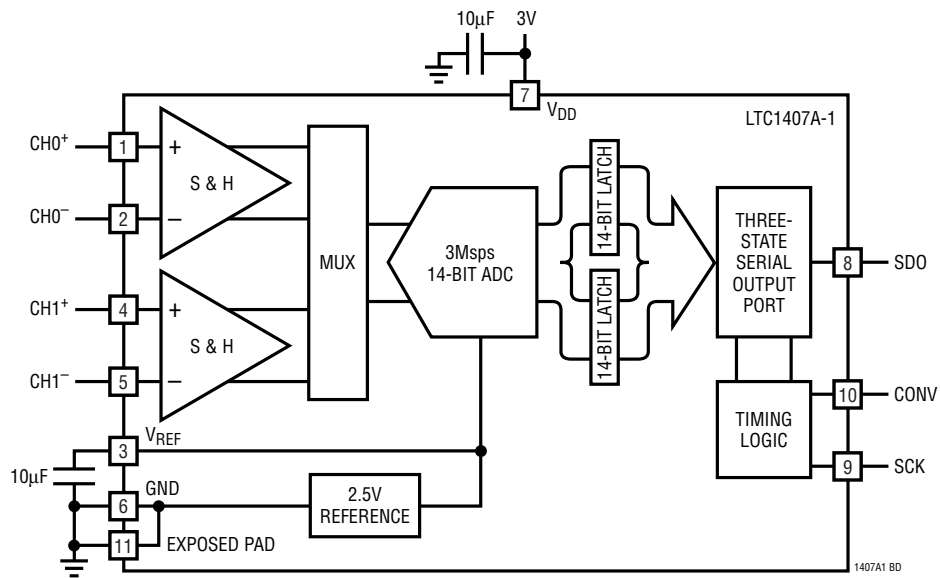 10µF
3V
7
VDD
LTC1407A-1
CH0+
1
+
S & H
CH0–
2
–
CH1+
4
+
S & H
CH1–
5
–
MUX
3Msps
14-BIT ADC
14-BIT LATCH
14-BIT LATCH
THREE-
STATE
SERIAL
OUTPUT
PORT
8
SDO
10
CONV
TIMING
LOGIC
9
SCK
VREF
3
10µF
GND
6
2.5V
REFERENCE
11
EXPOSED PAD
1407A1 BD